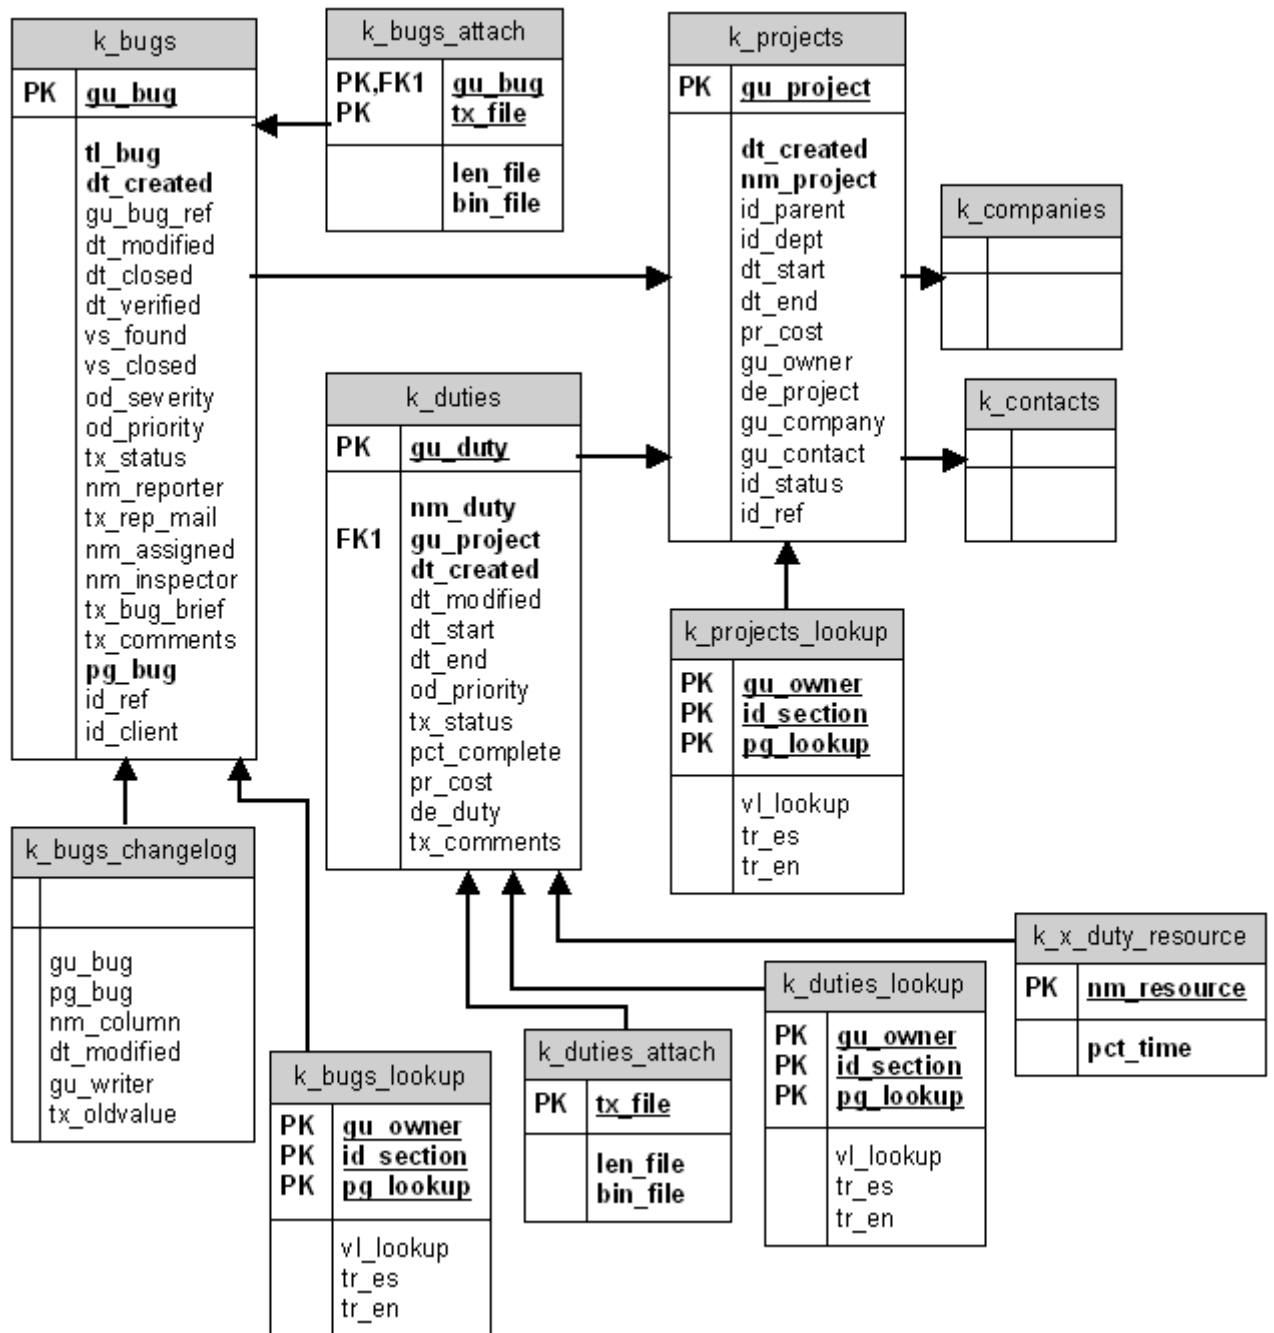 k_bugs
PK gu_bug
tl_bug
dt_created
gu_bug_ref
dt_modified
dt_closed
dt_verified
vs_found
vs_closed
od_severity
od_priority
tx_status
nm_reporter
tx_rep_mail
nm_assigned
nm_inspector
tx_bug_brief
tx_comments
pg_bug
id_ref
id_client
k_bugs_attach
PK,FK1 gu_bug
PK tx_file
len_file
bin_file
k_projects
PK gu_project
dt_created
nm_project
id_parent
id_dept
dt_start
dt_end
pr_cost
gu_owner
de_project
gu_company
gu_contact
id_status
id_ref
k_companies
k_contacts
k_duties
PK gu_duty
nm_duty
FK1 gu_project
dt_created
dt_modified
dt_start
dt_end
od_priority
tx_status
pct_complete
pr_cost
de_duty
tx_comments
k_projects_lookup
PK gu_owner
PK id_section
PK pg_lookup
vl_lookup
tr_es
tr_en
k_bugs_changelog
gu_bug
pg_bug
nm_column
dt_modified
gu_writer
tx_oldvalue
k_bugs_lookup
PK gu_owner
PK id_section
PK pg_lookup
vl_lookup
tr_es
tr_en
k_duties_attach
PK tx_file
len_file
bin_file
k_duties_lookup
PK gu_owner
PK id_section
PK pg_lookup
vl_lookup
tr_es
tr_en
k_x_duty_resource
PK nm_resource
pct_time